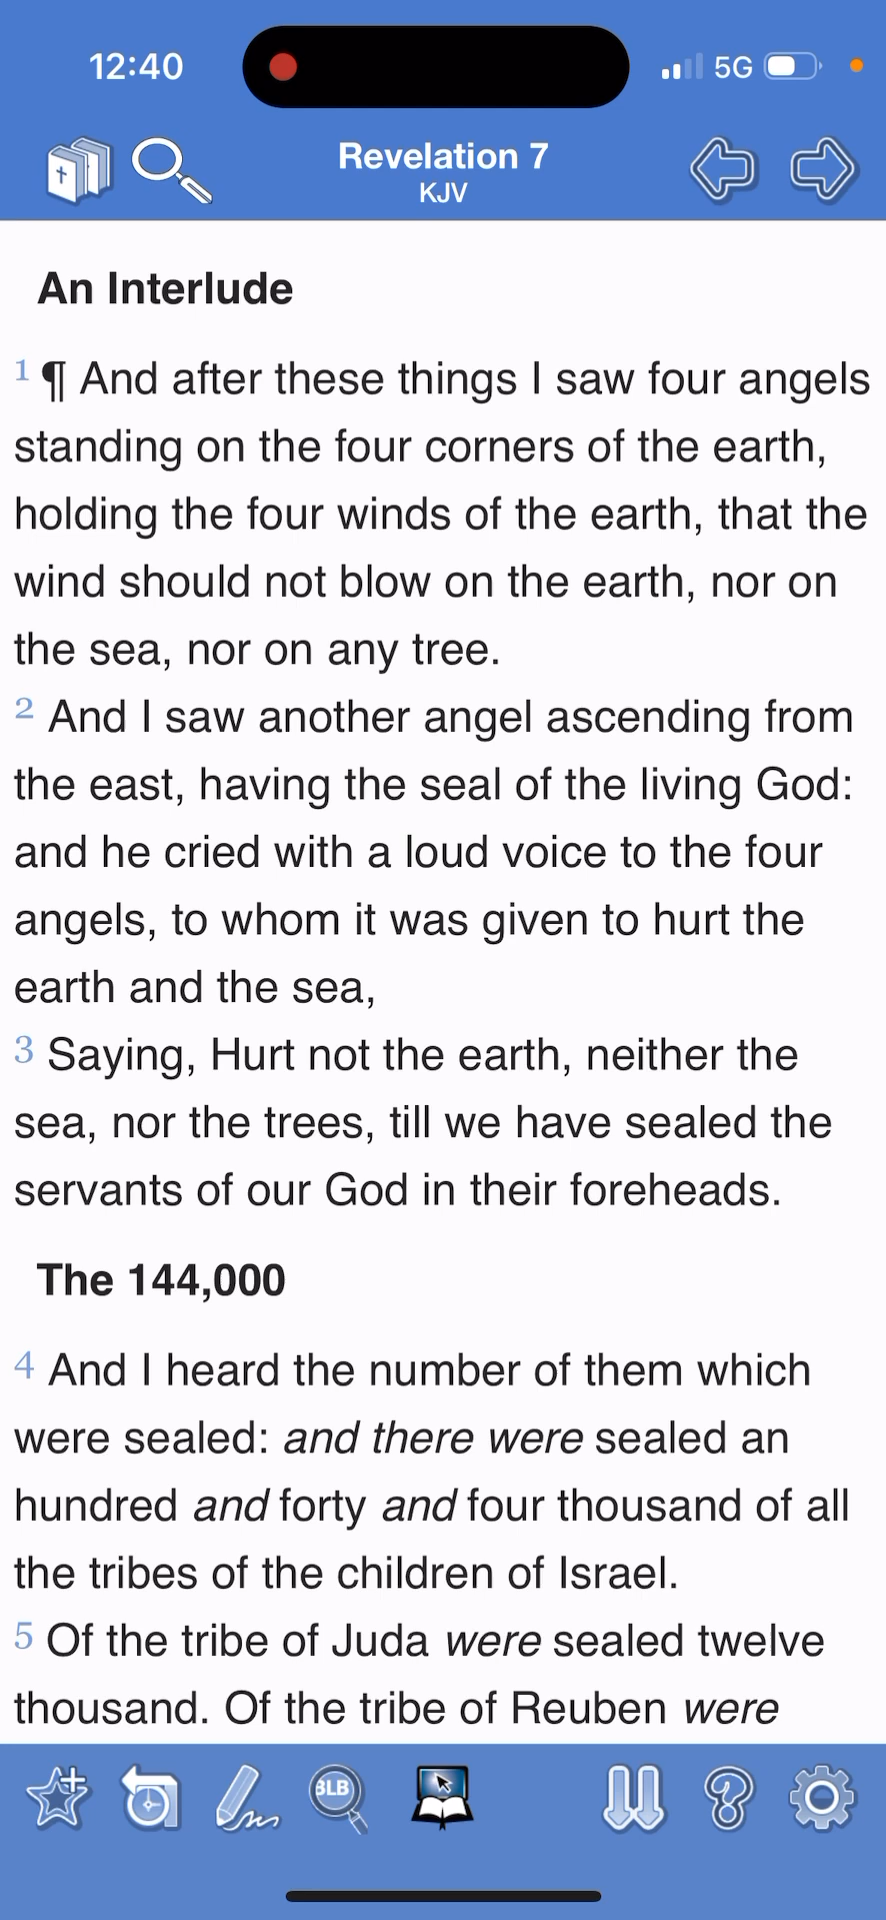 12:40
5G
Revelation 7
KJV
An Interlude
1 ¶ And after these things I saw four angels
standing on the four corners of the earth,
holding the four winds of the earth, that the
wind should not blow on the earth, nor on
the sea, nor on any tree.
2 And I saw another angel ascending from
the east, having the seal of the living God:
and he cried with a loud voice to the four
angels, to whom it was given to hurt the
earth and the sea,
3 Saying, Hurt not the earth, neither the
sea, nor the trees, till we have sealed the
servants of our God in their foreheads.
The 144,000
4 And I heard the number of them which
were sealed: and there were sealed an
hundred and forty and four thousand of all
the tribes of the children of Israel.
5 Of the tribe of Juda were sealed twelve
thousand. Of the tribe of Reuben were
BLB